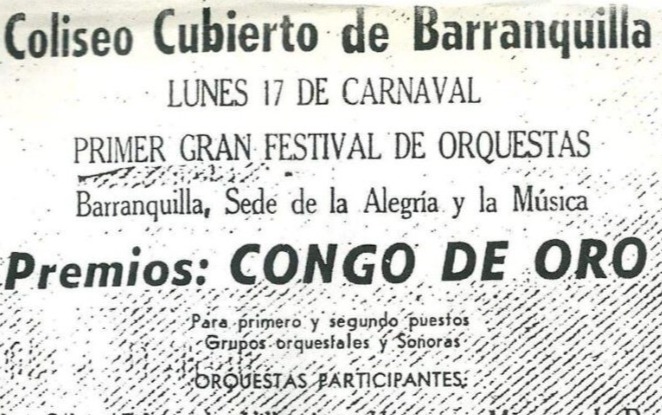 Coliseo Cubierto de Barranquilla
LUNES 17 DE CARNAVAL
PRIMER GRAN FESTIVAL DE ORQUESTAS
Barranquilla, Sede de la Alegría y la Música
Premios: CONGO DE ORO
Para primero y segundo puestos
Grupos orquestales y Sonoras
ORQUESTAS PARTICIPANTES: